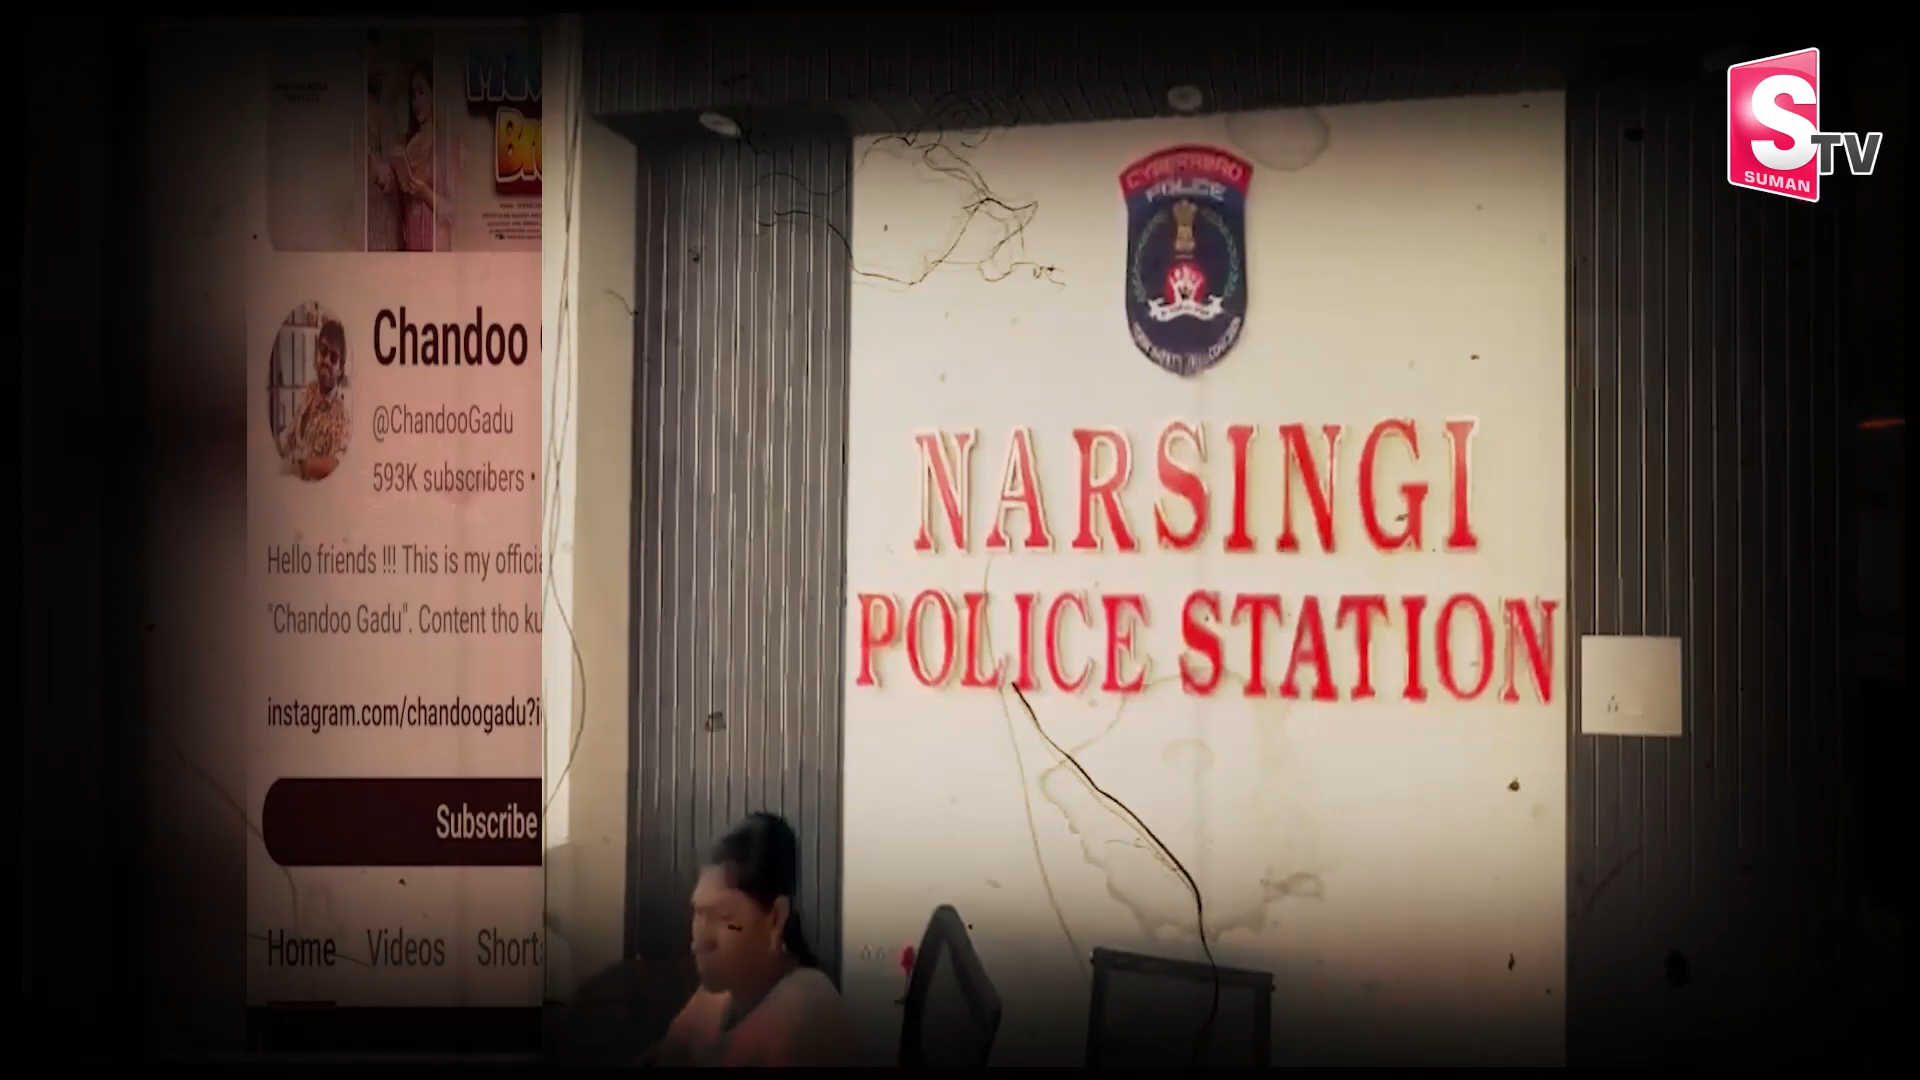 Chandoo
@ChandooGadu
593K subscribers •
Hello friends !!! This is my officia
"Chandoo Gadu". Content tho ku
instagram.com/chandoogadu?i
Subscribe
Home Videos Shorts
CYBERABAD
POLICE
NARSINGI
POLICE STATION
S TV
SUMAN